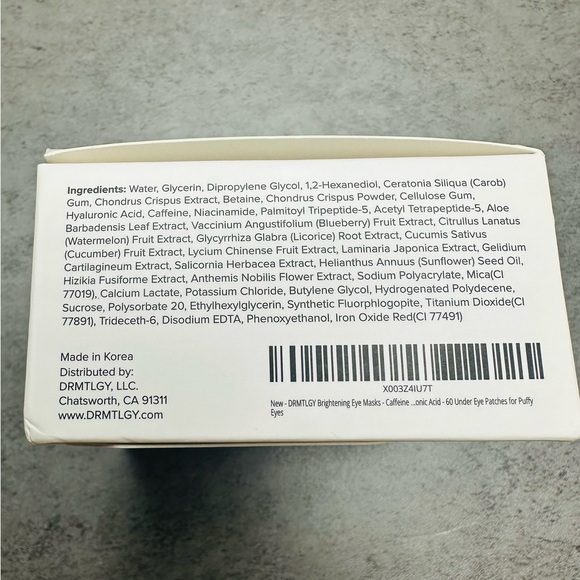 Ingredients: Water, Glycerin, Dipropylene Glycol, 1,2-Hexanediol, Ceratonia Siliqua (Carob)
Gum, Chondrus Crispus Extract, Betaine, Chondrus Crispus Powder, Cellulose Gum,
Hyaluronic Acid, Caffeine, Niacinamide, Palmitoyl Tripeptide-5, Acetyl Tetrapeptide-5, Aloe
Barbadensis Leaf Extract, Vaccinium Angustifolium (Blueberry) Fruit Extract, Citrullus Lanatus
(Watermelon) Fruit Extract, Glycyrrhiza Glabra (Licorice) Root Extract, Cucumis Sativus
(Cucumber) Fruit Extract, Lycium Chinense Fruit Extract, Laminaria Japonica Extract, Gelidium
Cartilagineum Extract, Salicornia Herbacea Extract, Helianthus Annuus (Sunflower) Seed Oil,
Hizikia Fusiforme Extract, Anthemis Nobilis Flower Extract, Sodium Polyacrylate, Mica(CI
77019), Calcium Lactate, Potassium Chloride, Butylene Glycol, Hydrogenated Polydecene,
Sucrose, Polysorbate 20, Ethylhexylglycerin, Synthetic Fluorphlogopite, Titanium Dioxide(CI
77891), Trideceth-6, Disodium EDTA, Phenoxyethanol, Iron Oxide Red(CI 77491)
Made in Korea
Distributed by:
DRMTLGY, LLC.
Chatsworth, CA 91311
www.DRMTLGY.com
X003Z4IU7T
New - DRMTLGY Brightening Eye Masks - Caffeine ...onic Acid - 60 Under Eye Patches for Puffy
Eyes